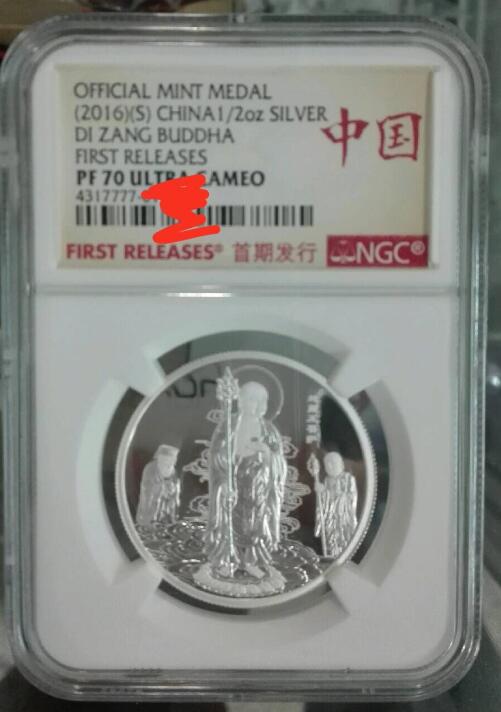 OFFICIAL MINT MEDAL
(2016)(S) CHINA1/2oz SILVER
DI ZANG BUDDHA
FIRST RELEASES
PF 70 ULTRA CAMEO
4317777-
中国
FIRST RELEASES® 首期发行 NGC®